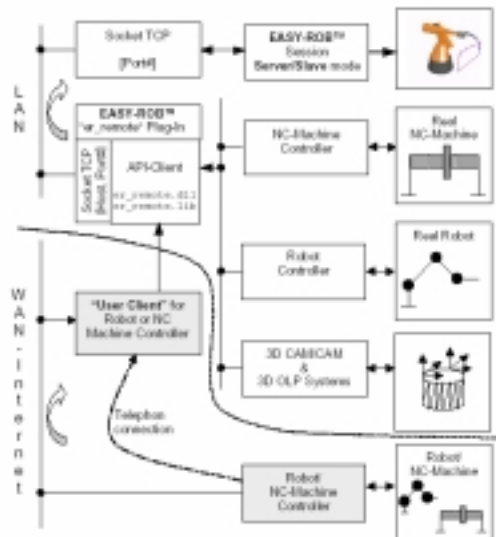 Socket TCP
[Port#]
EASY-ROB™
Session
Server/Slave mode
LAN
EASY-ROB™
'er_remote' Plug-In
Socket TCP
[Host, Port#]
API-Client
er_remote.dll
er_remote.lib
NC-Machine
Controller
Real
NC-Machine
Robot
Controller
Real Robot
WAN-Internet
"User Client" for
Robot or NC
Machine Controller
3D CAM/CAM
&
3D OLP Systems
Telephon
connection
Robot/
NC-Machine
Controller
Robot/
NC-Machine